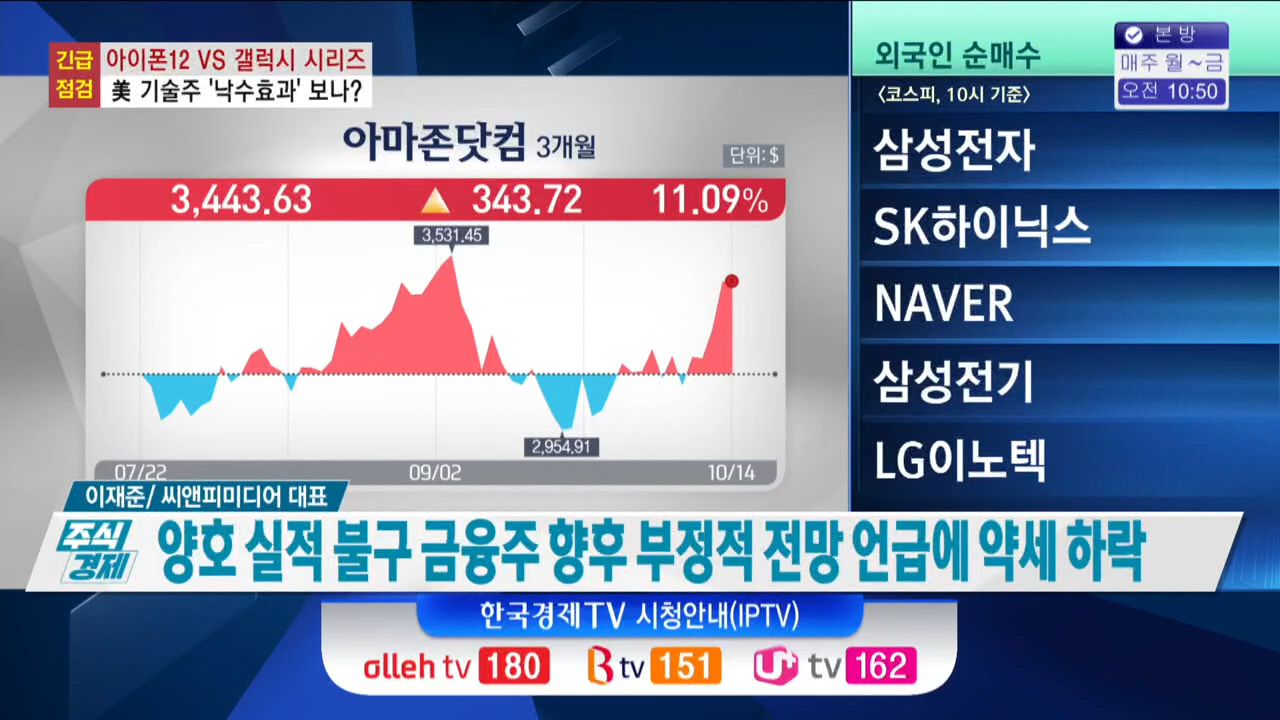 긴급 점검
아이폰12 VS 갤럭시 시리즈
美 기술주 '낙수효과' 보나?
아마존닷컴 3개월
단위: $
3,443.63 343.72 11.09%
3,531.45
2,954.91
07/22 09/02 10/14
외국인 순매수
〈코스피, 10시 기준〉
본 방
매주 월~금
오전 10:50
삼성전자
SK하이닉스
NAVER
삼성전기
LG이노텍
이재준/ 씨앤피미디어 대표
주식
경제
양호 실적 불구 금융주 향후 부정적 전망 언급에 약세 하락
한국경제TV 시청안내(IPTV)
alleh tv 180 B tv 151 U+ tv 162